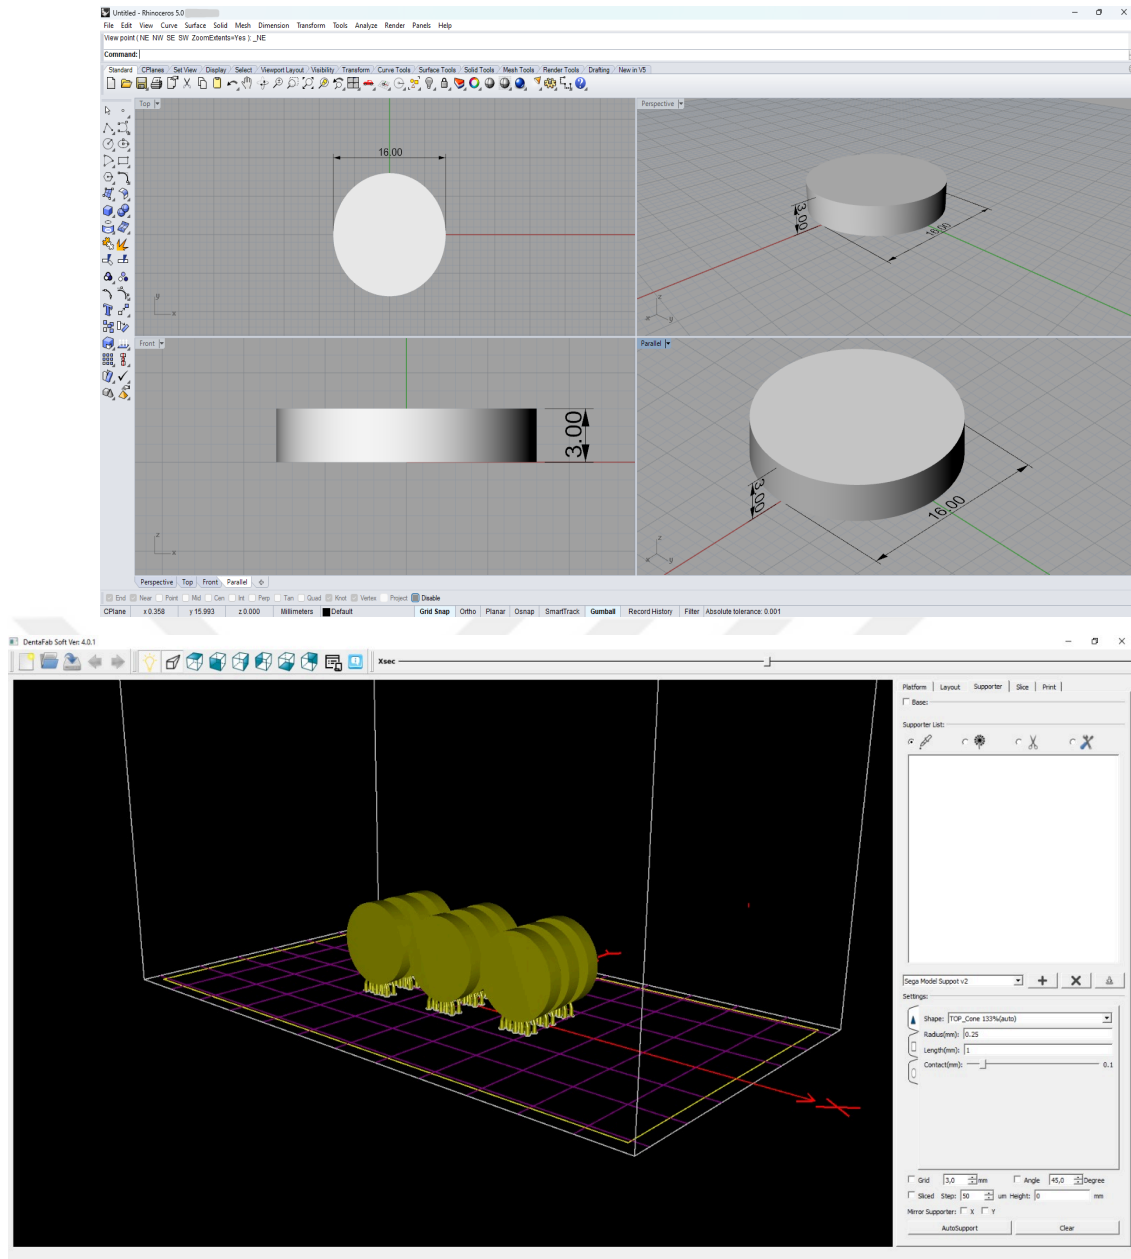 Untitled - Rhinoceros 5.0
File Edit View Curve Surface Solid Mesh Dimension Transform Tools Analyze Render Panels Help
View point ( NE NW SE SW ZoomExtents=Yes ): _NE
Command:
Standard CPlanes Set View Display Select Viewport Layout Visibility Transform Curve Tools Surface Tools Solid Tools Mesh Tools Render Tools Drafting New in V5
Top
16.00
y
x
Perspective
3.00
16.00
z
x y
Front
3.00
z
x
Parallel
3.00
16.00
z
x y
Perspective Top Front Parallel
End Near Point Mid Cen Int Perp Tan Quad Knot Vertex Project Disable
CPlane x 0.358 y 15.993 z 0.000 Millimeters Default Grid Snap Ortho Planar Osnap SmartTrack Gumball Record History Filter Absolute tolerance: 0.001
DentaFab Soft Ver: 4.0.1
Xsec
Platform Layout Supporter Slice Print
Base:
Supporter List:
Y
X
Sega Model Suppot v2
Settings:
Shape: TOP_Cone 133%(auto)
Radius(mm): 0.25
Length(mm): 1
Contact(mm): 0.1
Grid 3,0 mm Angle 45,0 Degree
Sliced Step: 50 um Height: 0 mm
Mirror Supporter: X Y
AutoSupport Clear